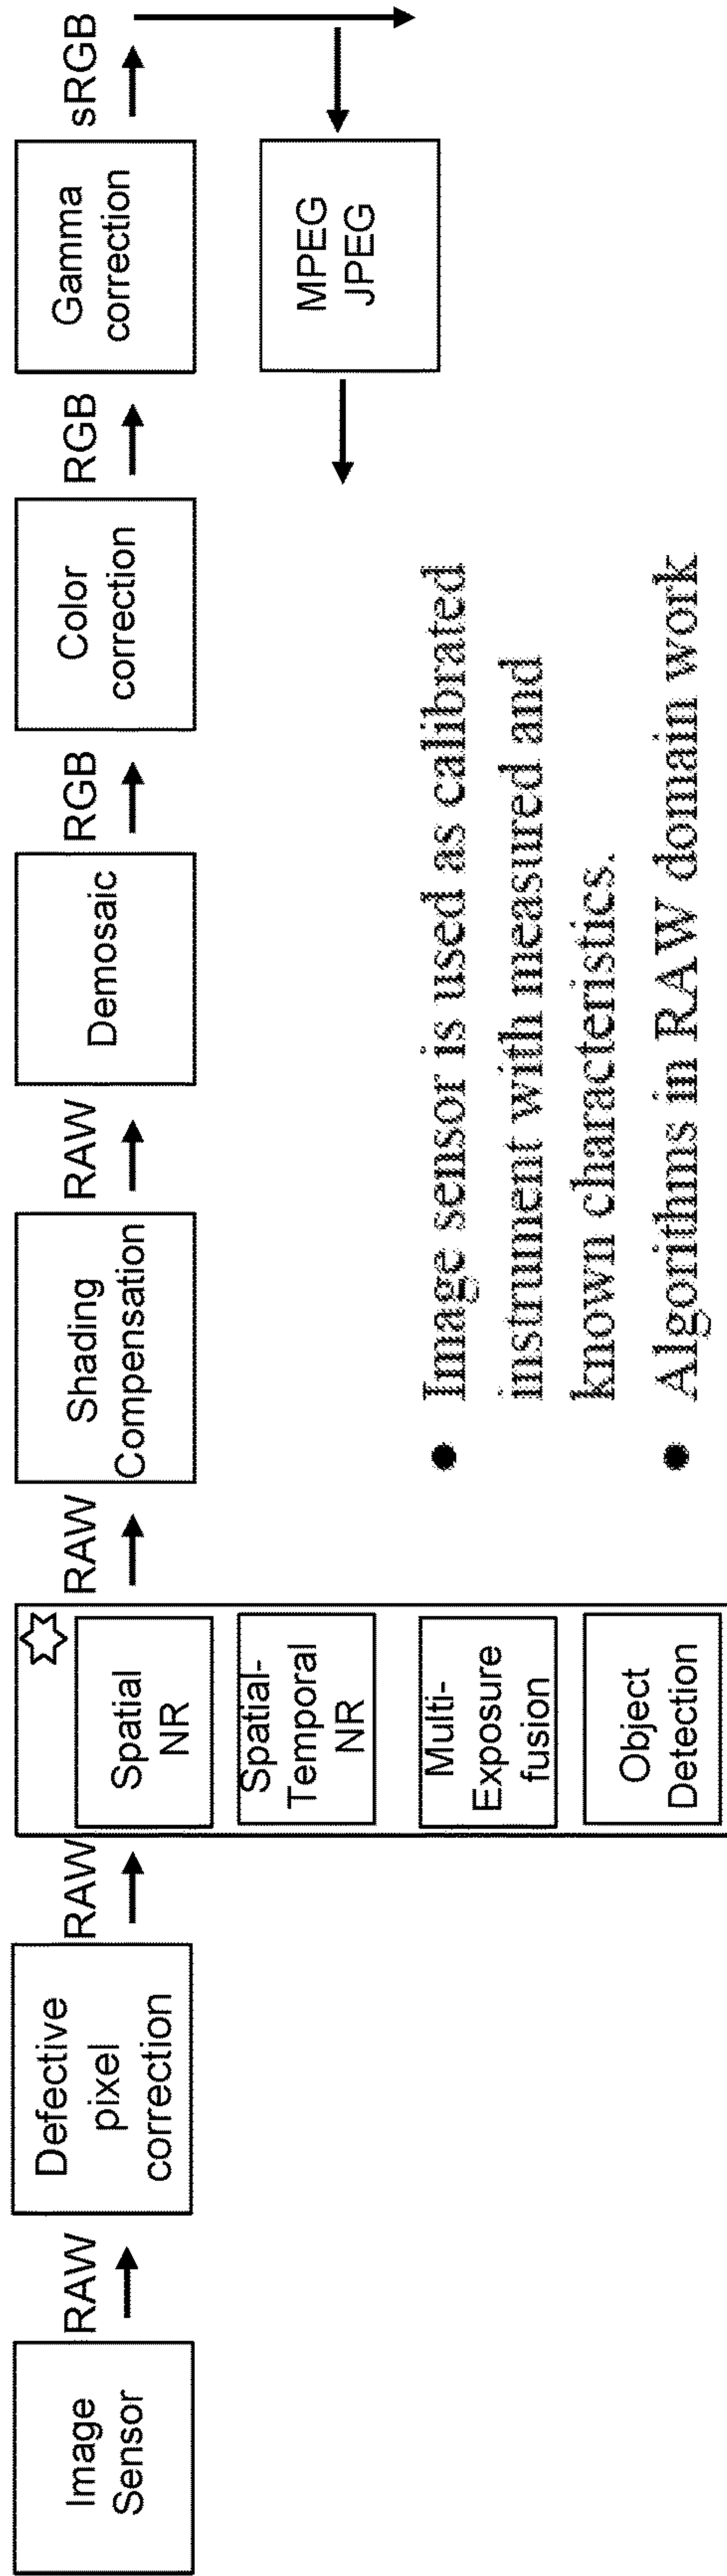 Image
Sensor
RAW
Defective
pixel
correction
RAW
Spatial
NR
Spatial-
Temporal
NR
Multi-
Exposure
fusion
Object
Detection
RAW
Shading
Compensation
RAW
Demosaic
RGB
Color
correction
RGB
Gamma
correction
sRGB
MPEG
JPEG
● Image sensor is used as calibrated
instrument with measured and
known characteristics.
● Algorithms in RAW domain work